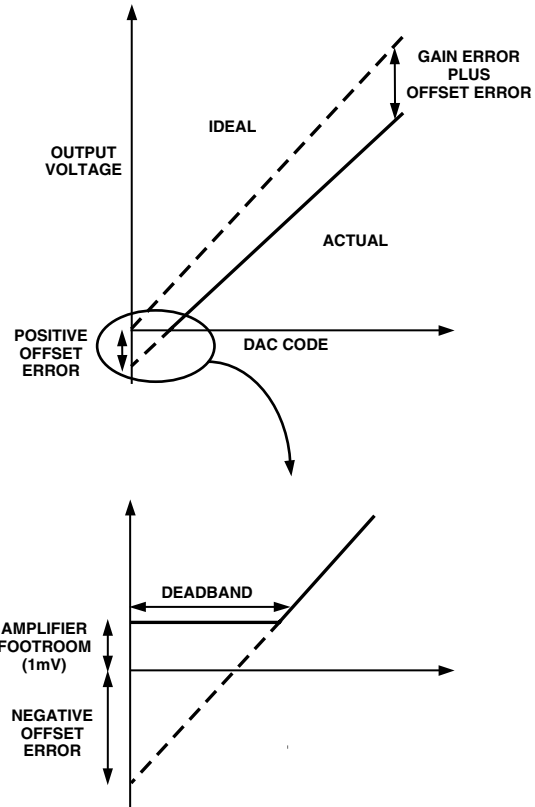 GAIN ERROR
PLUS
OFFSET ERROR
IDEAL
OUTPUT
VOLTAGE
ACTUAL
POSITIVE
OFFSET
ERROR
DAC CODE
DEADBAND
AMPLIFIER
FOOTROOM
(1mV)
NEGATIVE
OFFSET
ERROR